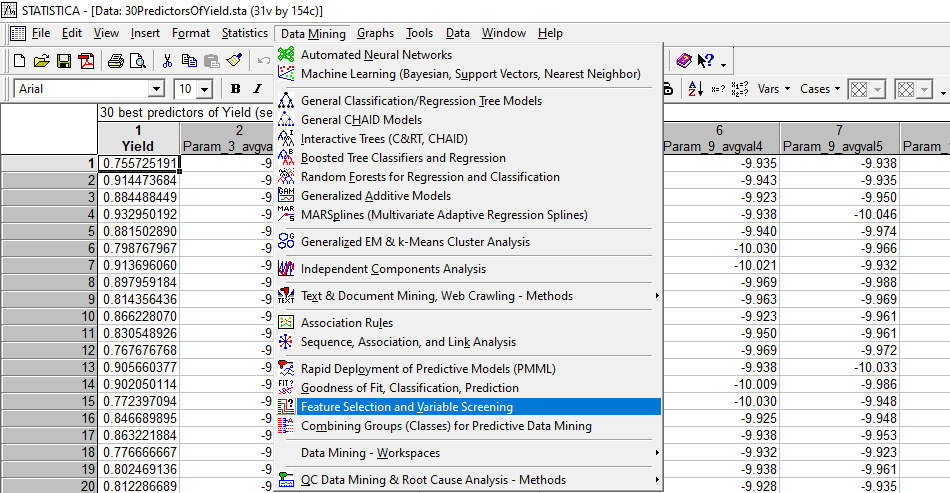 STATISTICA - [Data: 30PredictorsOfYield.sta (31v by 154c)]
File Edit View Insert Format Statistics Data Mining Graphs Tools Data Window Help
Arial 10 B I Vars Cases
Automated Neural Networks
Machine Learning (Bayesian, Support Vectors, Nearest Neighbor)
General Classification/Regression Tree Models
General CHAID Models
Interactive Trees (C&RT, CHAID)
Boosted Tree Classifiers and Regression
Random Forests for Regression and Classification
Generalized Additive Models
MARSplines (Multivariate Adaptive Regression Splines)
Generalized EM & k-Means Cluster Analysis
Independent Components Analysis
Text & Document Mining, Web Crawling - Methods
Association Rules
Sequence, Association, and Link Analysis
Rapid Deployment of Predictive Models (PMML)
Goodness of Fit, Classification, Prediction
Feature Selection and Variable Screening
Combining Groups (Classes) for Predictive Data Mining
Data Mining - Workspaces
QC Data Mining & Root Cause Analysis - Methods
30 best predictors of Yield (se
1 2 6 7
Yield Param_3_avgva Param_9_avgval4 Param_9_avgval5 Param_
1 0.755725191 -9 -9.935 -9.938
2 0.914473684 -9 -9.943 -9.935
3 0.884488449 -9 -9.923 -9.950
4 0.932950192 -9 -9.938 -10.046
5 0.881502890 -9 -9.940 -9.974
6 0.798767967 -9 -10.030 -9.966
7 0.913696060 -9 -10.021 -9.932
8 0.897959184 -9 -9.969 -9.988
9 0.814356436 -9 -9.963 -9.969
10 0.866228070 -9 -9.923 -9.961
11 0.830548926 -9 -9.950 -9.961
12 0.767676768 -9 -9.969 -9.972
13 0.905660377 -9 -9.938 -10.033
14 0.902050114 -9 -10.009 -9.986
15 0.772397094 -9 -10.030 -9.948
16 0.846689895 -9 -9.925 -9.948
17 0.863221884 -9 -9.938 -9.953
18 0.776666667 -9 -9.932 -9.923
19 0.802469136 -9 -9.938 -9.961
20 0.812286689 -9 -9.928 -9.935